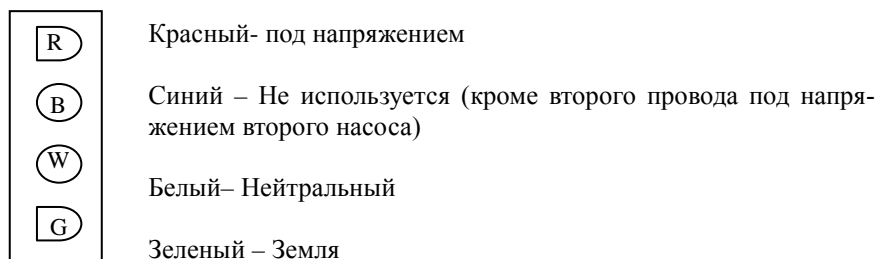 R
Красный- под напряжением
B
Синий – Не используется (кроме второго провода под напря-
жением второго насоса)
W
Белый– Нейтральный
G
Зеленый – Земля